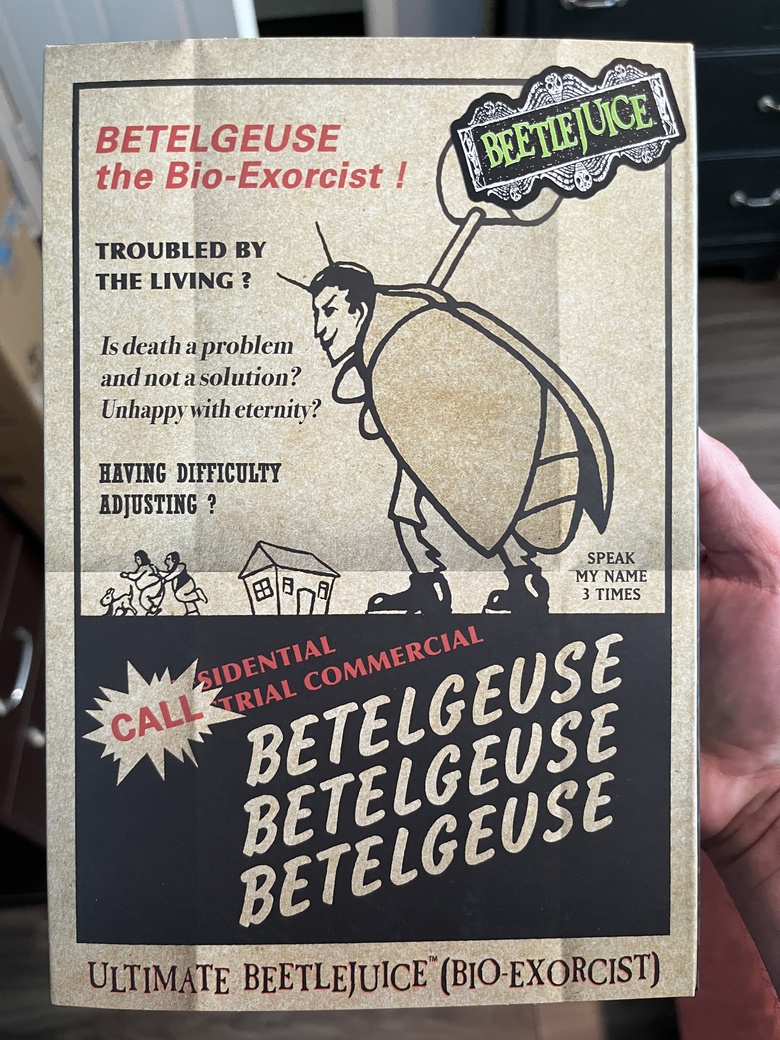 BETELGEUSE
the Bio-Exorcist !
BEETLEJUICE
TROUBLED BY
THE LIVING ?
Is death a problem
and not a solution?
Unhappy with eternity?
HAVING DIFFICULTY
ADJUSTING ?
SPEAK
MY NAME
3 TIMES
SIDENTIAL
TRIAL COMMERCIAL
CALL
BETELGEUSE
BETELGEUSE
BETELGEUSE
ULTIMATE BEETLEJUICE™ (BIO-EXORCIST)